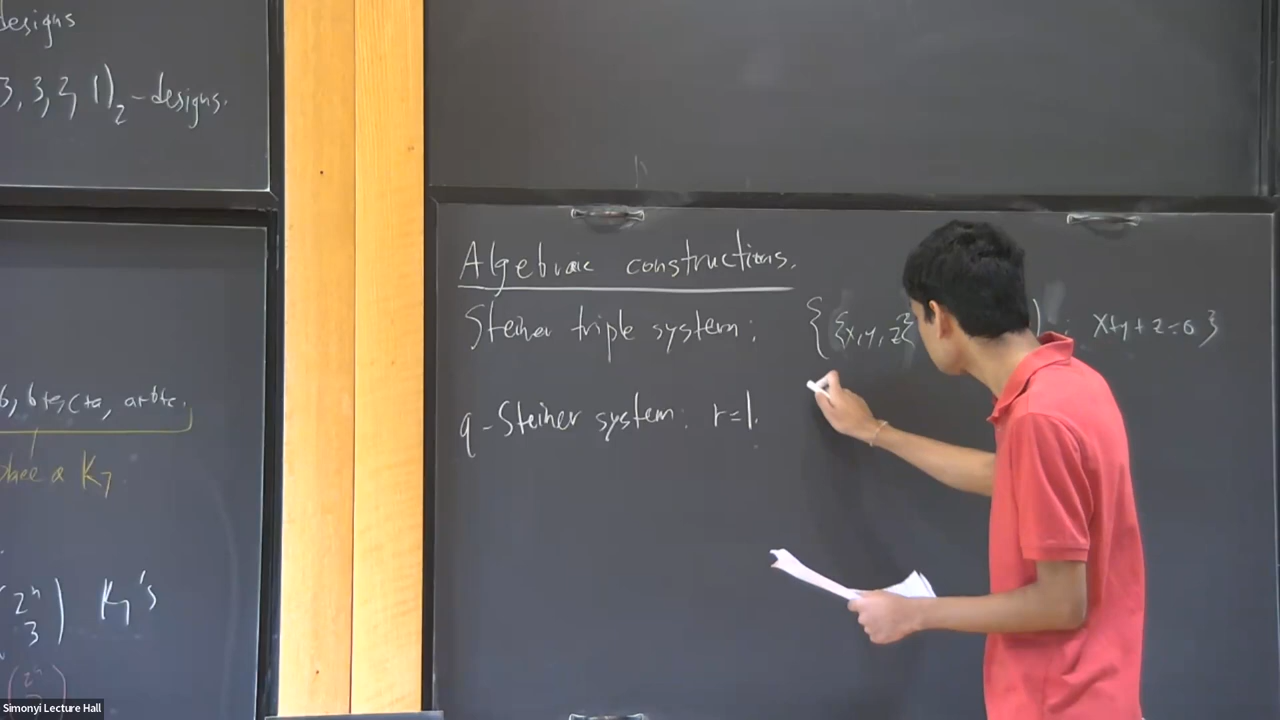 designs
3, 3, 2, 1)₂-designs.
b, b+c, c+a, a+b+c.
K₇
2ⁿ
3 ) K₇'s
Algebraic constructions.
Steiner triple system: { {x, y, z} : x+y+z=0 }
q-Steiner system: r=1.
Simonyi Lecture Hall